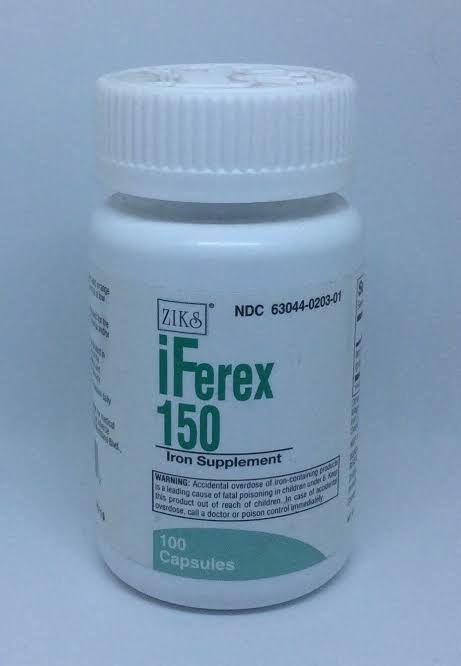 ZIKS®
NDC 63044-0203-01
iFerex
150
Iron Supplement
WARNING: Accidental overdose of iron-containing products
is a leading cause of fatal poisoning in children under 6. Keep
this product out of reach of children. In case of accidental
overdose, call a doctor or poison control immediately.
100
Capsules